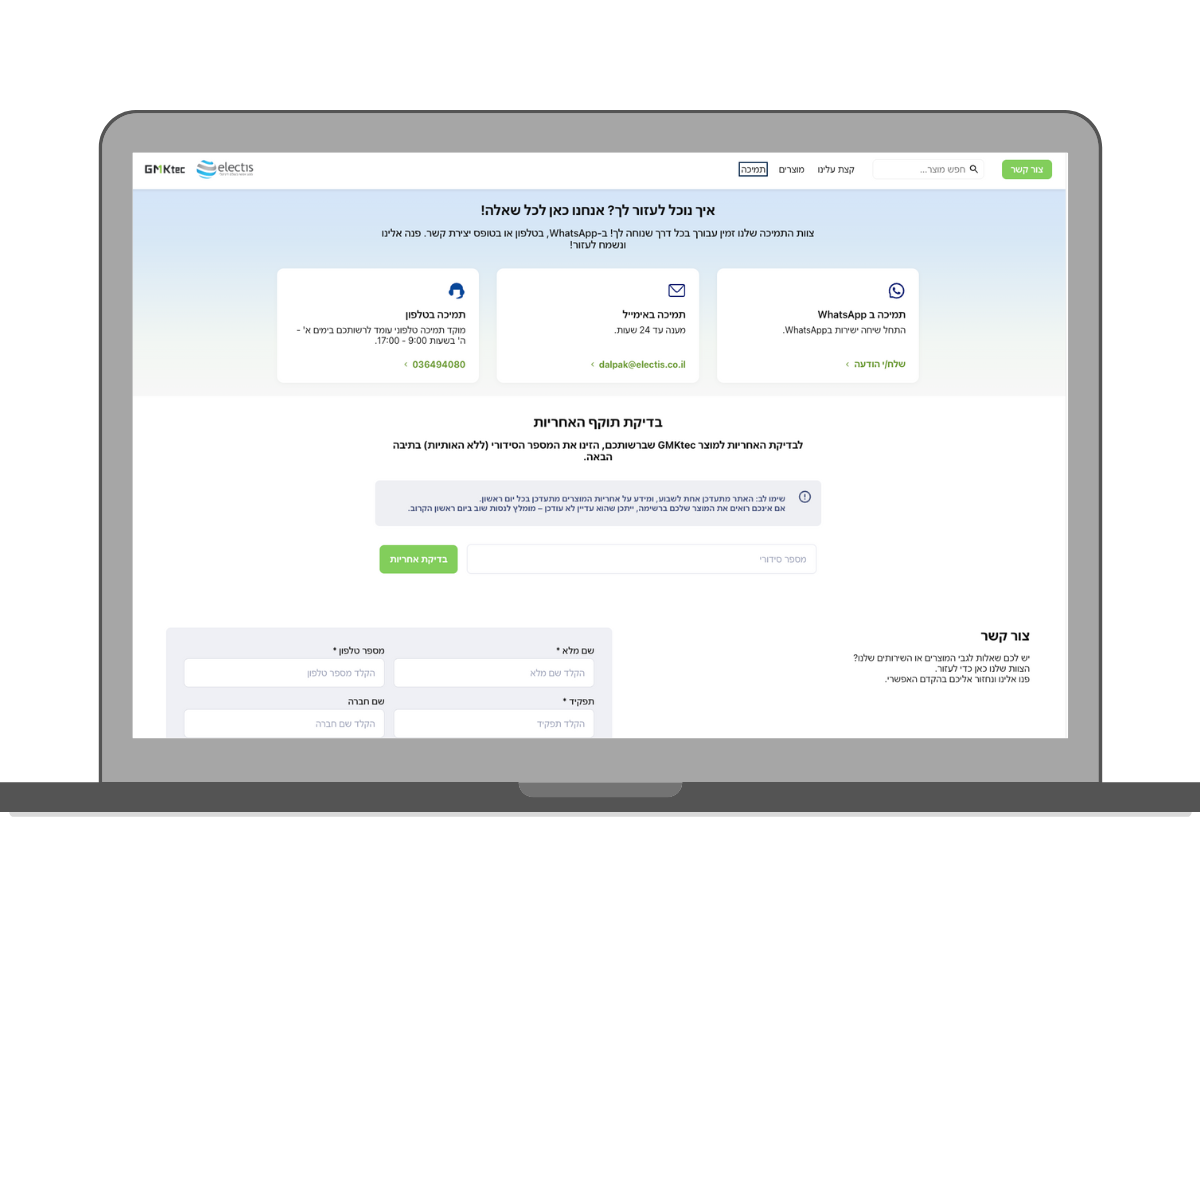 צור קשר
חפש מוצר...
קצת עלינו
מוצרים
תמיכה
electis
GMKtec
איך נוכל לעזור לך? אנחנו כאן לכל שאלה!
צוות התמיכה שלנו זמין עבורך בכל דרך שנוחה לך! ב-WhatsApp, בטלפון או בטופס יצירת קשר. פנה אלינו
ונשמח לעזור!
תמיכה ב WhatsApp
התחל שיחה ישירות בWhatsApp.
שלח/י הודעה ›
תמיכה באימייל
מענה עד 24 שעות.
dalpak@electis.co.il ›
תמיכה בטלפון
מוקד תמיכה טלפוני עומד לרשותכם בימים א' -
ה' בשעות 9:00 - 17:00.
036494080 ›
בדיקת תוקף האחריות
לבדיקת האחריות למוצר GMKtec שברשותכם, הזינו את המספר הסידורי (ללא האותיות) בתיבה
הבאה.
שימו לב: האתר מתעדכן אחת לשבוע, ומידע על אחריות המוצרים מתעדכן בכל יום ראשון.
אם אינכם רואים את המוצר שלכם ברשימה, ייתכן שהוא עדיין לא עודכן – מומלץ לנסות שוב ביום ראשון הקרוב.
מספר סידורי
בדיקת אחריות
צור קשר
יש לכם שאלות לגבי המוצרים או השירותים שלנו?
הצוות שלנו כאן כדי לעזור.
פנו אלינו ונחזור אליכם בהקדם האפשרי.
שם מלא *
הקלד שם מלא
מספר טלפון *
הקלד מספר טלפון
תפקיד *
הקלד תפקיד
שם חברה
הקלד שם חברה